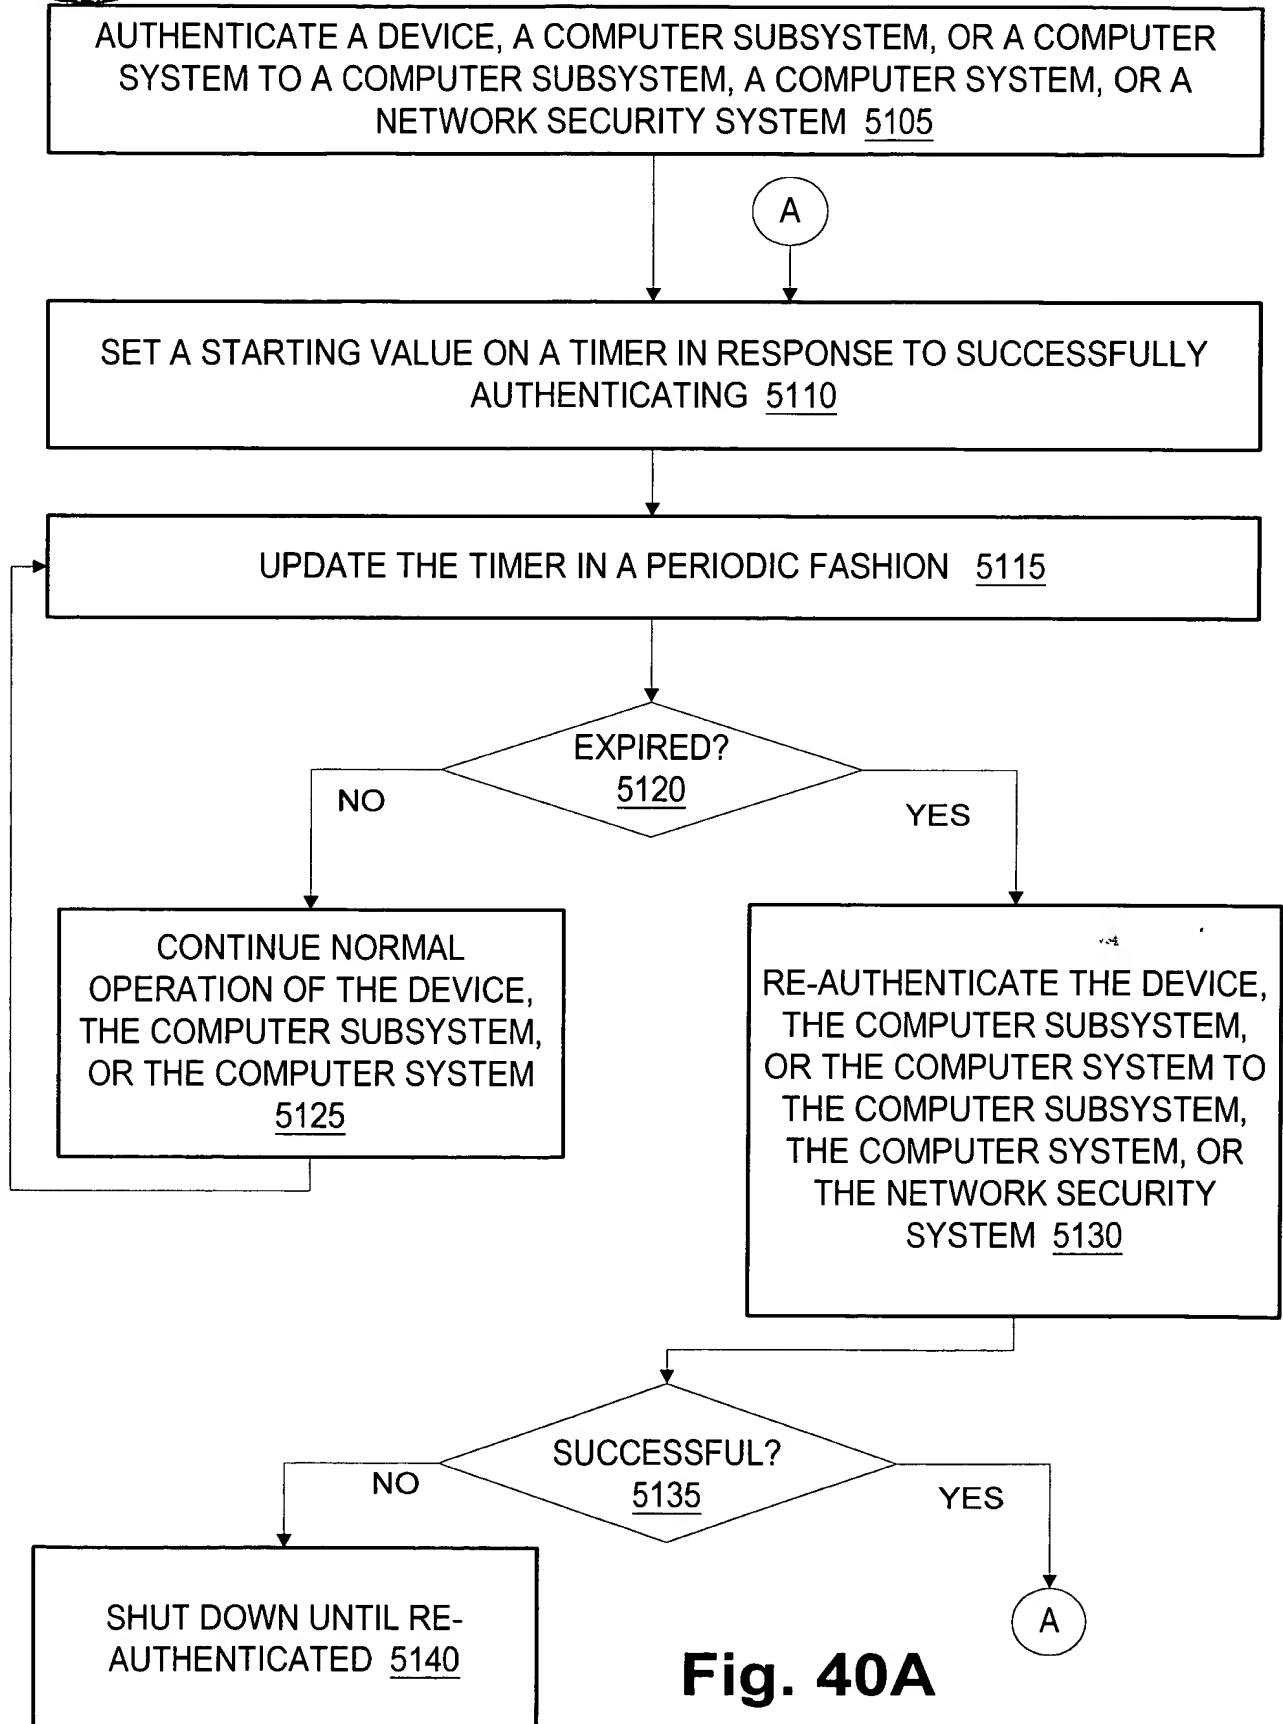 AUTHENTICATE A DEVICE, A COMPUTER SUBSYSTEM, OR A COMPUTER
SYSTEM TO A COMPUTER SUBSYSTEM, A COMPUTER SYSTEM, OR A
NETWORK SECURITY SYSTEM 5105
A
SET A STARTING VALUE ON A TIMER IN RESPONSE TO SUCCESSFULLY
AUTHENTICATING 5110
UPDATE THE TIMER IN A PERIODIC FASHION 5115
EXPIRED?
5120
NO
YES
CONTINUE NORMAL
OPERATION OF THE DEVICE,
THE COMPUTER SUBSYSTEM,
OR THE COMPUTER SYSTEM
5125
RE-AUTHENTICATE THE DEVICE,
THE COMPUTER SUBSYSTEM,
OR THE COMPUTER SYSTEM TO
THE COMPUTER SUBSYSTEM,
THE COMPUTER SYSTEM, OR
THE NETWORK SECURITY
SYSTEM 5130
SUCCESSFUL?
5135
NO
YES
SHUT DOWN UNTIL RE-
AUTHENTICATED 5140
A
Fig. 40A